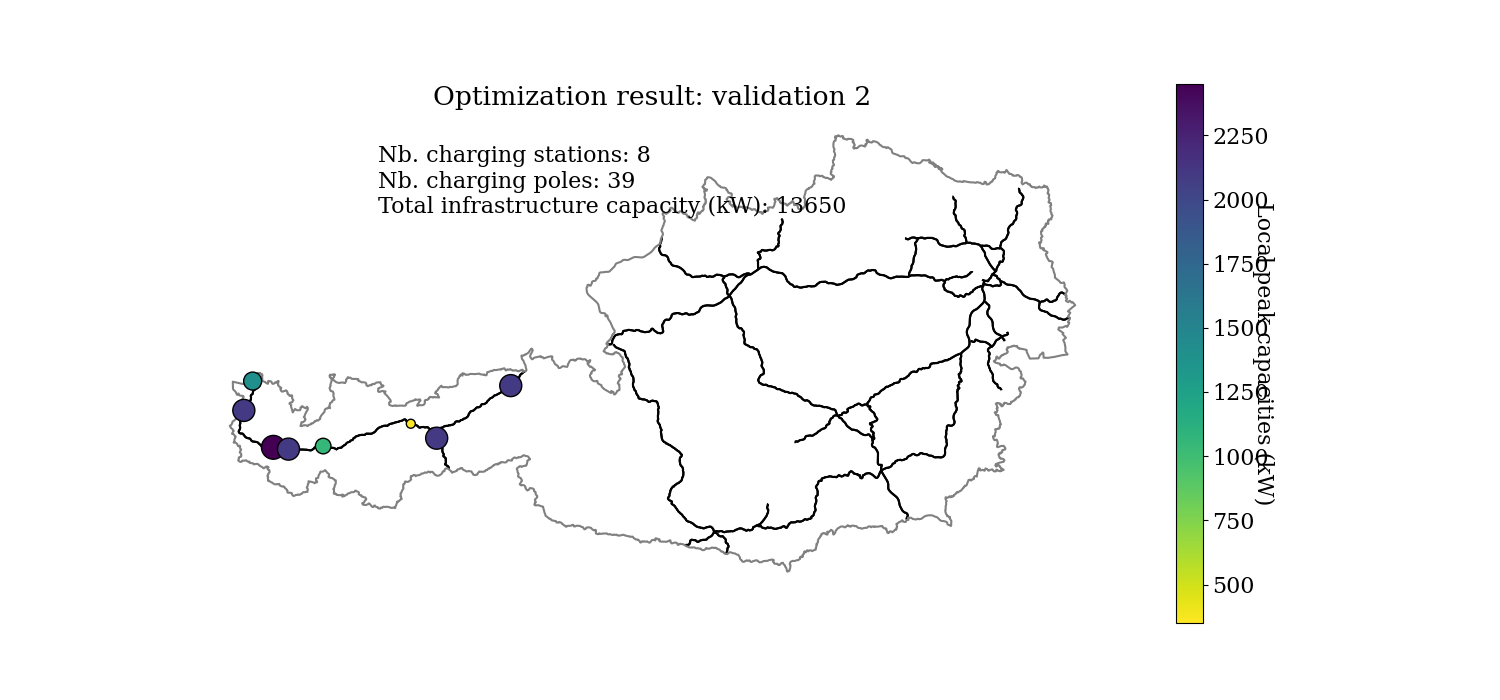 Optimization result: validation 2
Nb. charging stations: 8
Nb. charging poles: 39
Total infrastructure capacity (kW): 13650
2250
2000
1750
1500
1250
1000
750
500
Local peak capacities (kW)